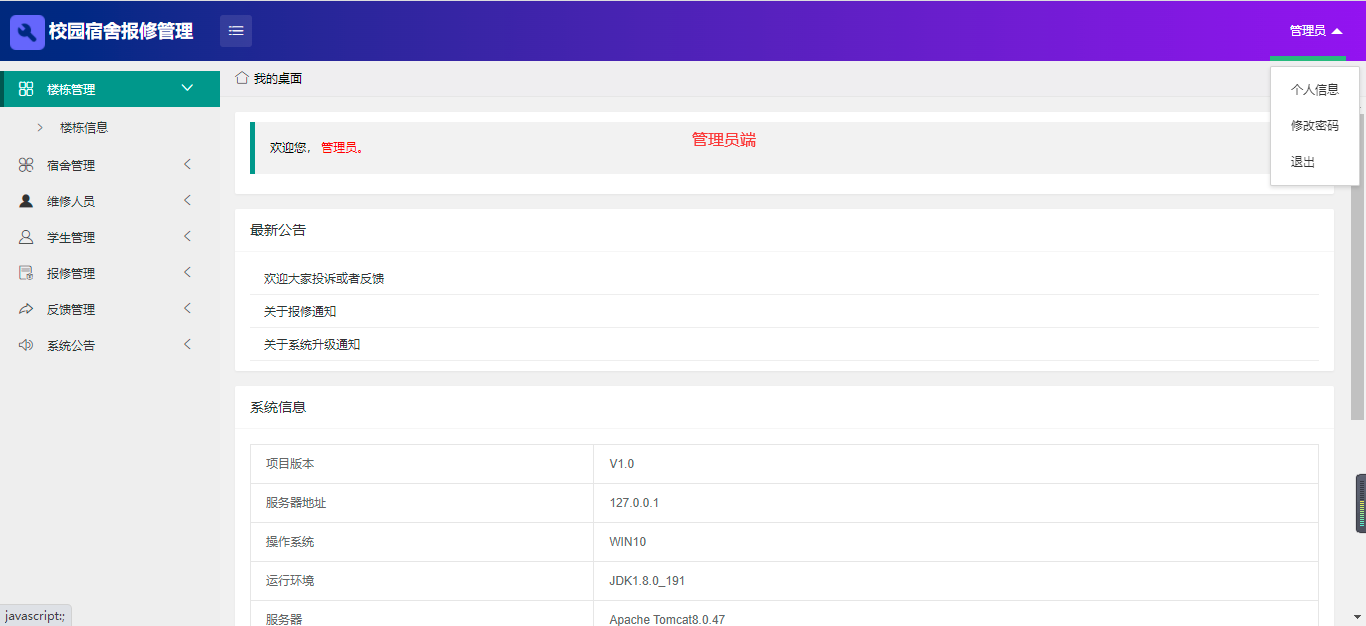 校园宿舍报修管理
管理员
楼栋管理
楼栋信息
宿舍管理
维修人员
学生管理
报修管理
反馈管理
系统公告
我的桌面
个人信息
修改密码
退出
欢迎您， 管理员。
管理员端
最新公告
欢迎大家投诉或者反馈
关于报修通知
关于系统升级通知
系统信息
项目版本 V1.0
服务器地址 127.0.0.1
操作系统 WIN10
运行环境 JDK1.8.0_191
服务器 Apache Tomcat8.0.47
javascript:;